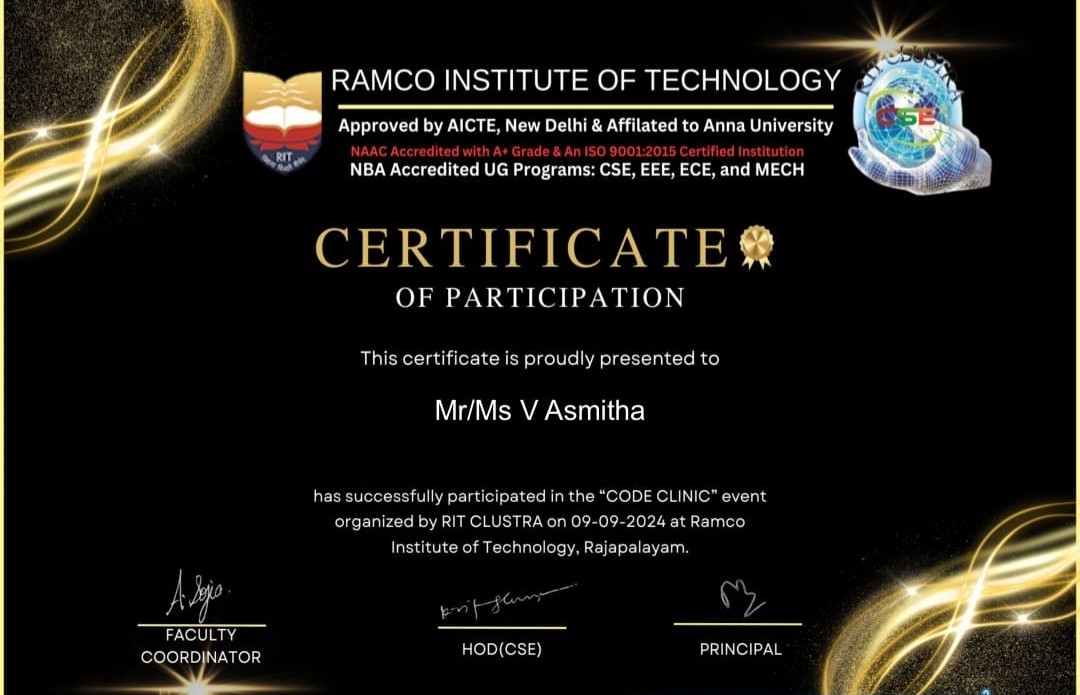 RAMCO INSTITUTE OF TECHNOLOGY
Approved by AICTE, New Delhi & Affilated to Anna University
NAAC Accredited with A+ Grade & An ISO 9001:2015 Certified Institution
NBA Accredited UG Programs: CSE, EEE, ECE, and MECH
RIT
RIT CLUSTRA
CSE
CERTIFICATE
OF PARTICIPATION
This certificate is proudly presented to
Mr/Ms V Asmitha
has successfully participated in the “CODE CLINIC” event
organized by RIT CLUSTRA on 09-09-2024 at Ramco
Institute of Technology, Rajapalayam.
FACULTY
COORDINATOR
HOD(CSE)
PRINCIPAL